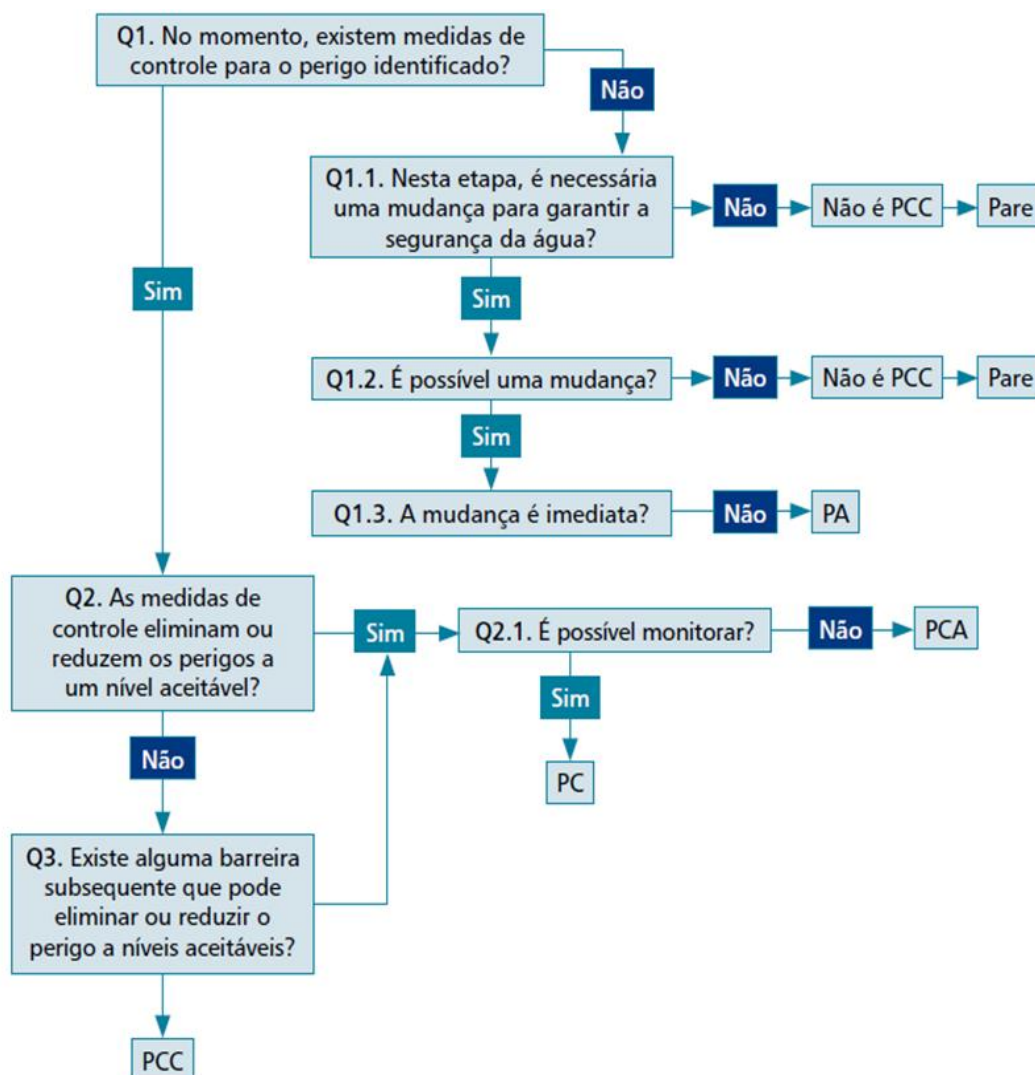 Q1. No momento, existem medidas de
controle para o perigo identificado?
Não
Q1.1. Nesta etapa, é necessária
uma mudança para garantir a
segurança da água?
Não
Não é PCC
Pare
Sim
Sim
Q1.2. É possível uma mudança?
Não
Não é PCC
Pare
Sim
Q1.3. A mudança é imediata?
Não
PA
Q2. As medidas de
controle eliminam ou
reduzem os perigos a
um nível aceitável?
Sim
Q2.1. É possível monitorar?
Não
PCA
Sim
PC
Não
Q3. Existe alguma barreira
subsequente que pode
eliminar ou reduzir o
perigo a níveis aceitáveis?
PCC